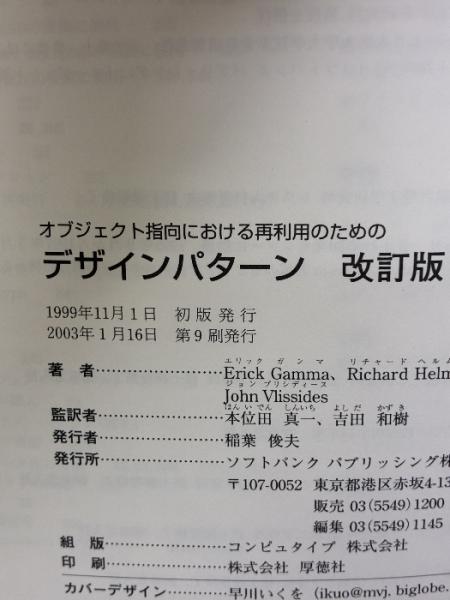 オブジェクト指向における再利用のための
デザインパターン 改訂版
1999年11月1日 初版発行
2003年1月16日 第9刷発行
エリック ガンマ リチャード ヘルム
著 者……………………Erick Gamma、Richard Helm
ジョン ブリシディース
John Vlissides
ほんいでん しんいち よしだ かずき
監訳者……………………本位田 真一、吉田 和樹
発行者……………………稲葉 俊夫
発行所……………………ソフトバンク パブリッシング株
〒107-0052 東京都港区赤坂4-13
販売 03(5549)1200
編集 03(5549)1145
組 版……………………コンピュタイプ 株式会社
印 刷……………………株式会社 厚徳社
カバーデザイン……………早川いくを (ikuo@mvj. biglobe.